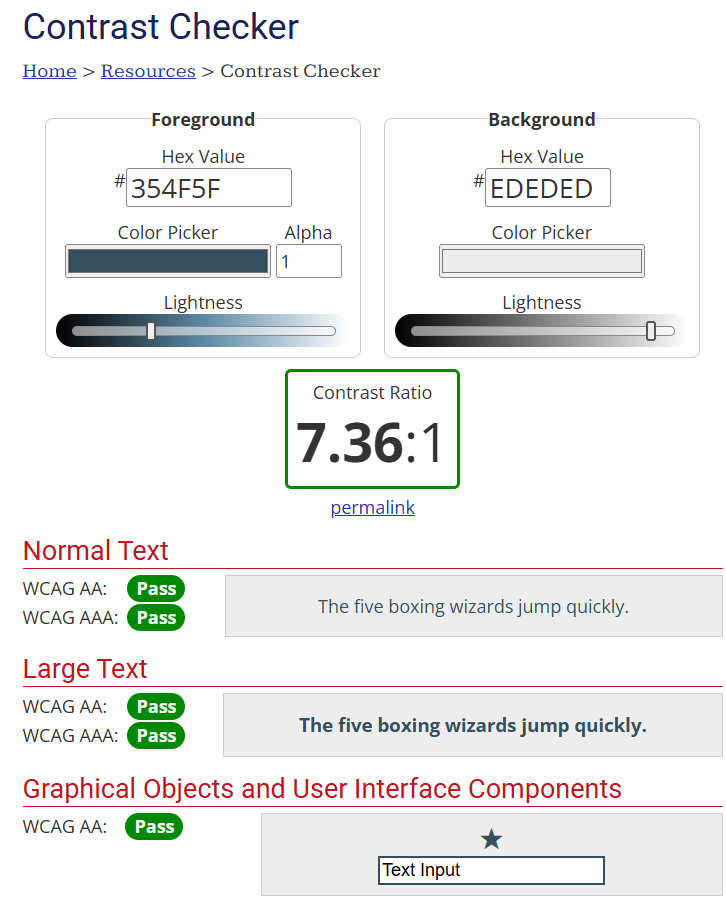 Contrast Checker
Home > Resources > Contrast Checker
Foreground
Hex Value
#354F5F
Color Picker Alpha
1
Lightness
Background
Hex Value
#EDEDED
Color Picker
Lightness
Contrast Ratio
7.36:1
permalink
Normal Text
WCAG AA: Pass
WCAG AAA: Pass
The five boxing wizards jump quickly.
Large Text
WCAG AA: Pass
WCAG AAA: Pass
The five boxing wizards jump quickly.
Graphical Objects and User Interface Components
WCAG AA: Pass
Text Input